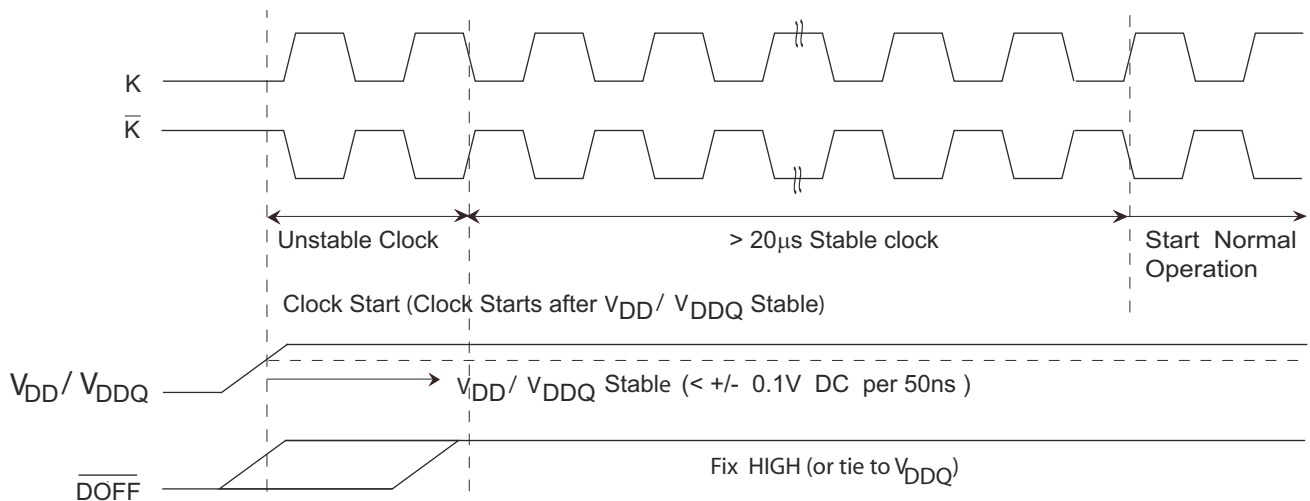 K
K̅
Unstable Clock
> 20μs Stable clock
Start Normal
Operation
Clock Start (Clock Starts after VDD / VDDQ Stable)
VDD / VDDQ
VDD / VDDQ Stable (< +/- 0.1V DC per 50ns )
DOFF
Fix HIGH (or tie to VDDQ)